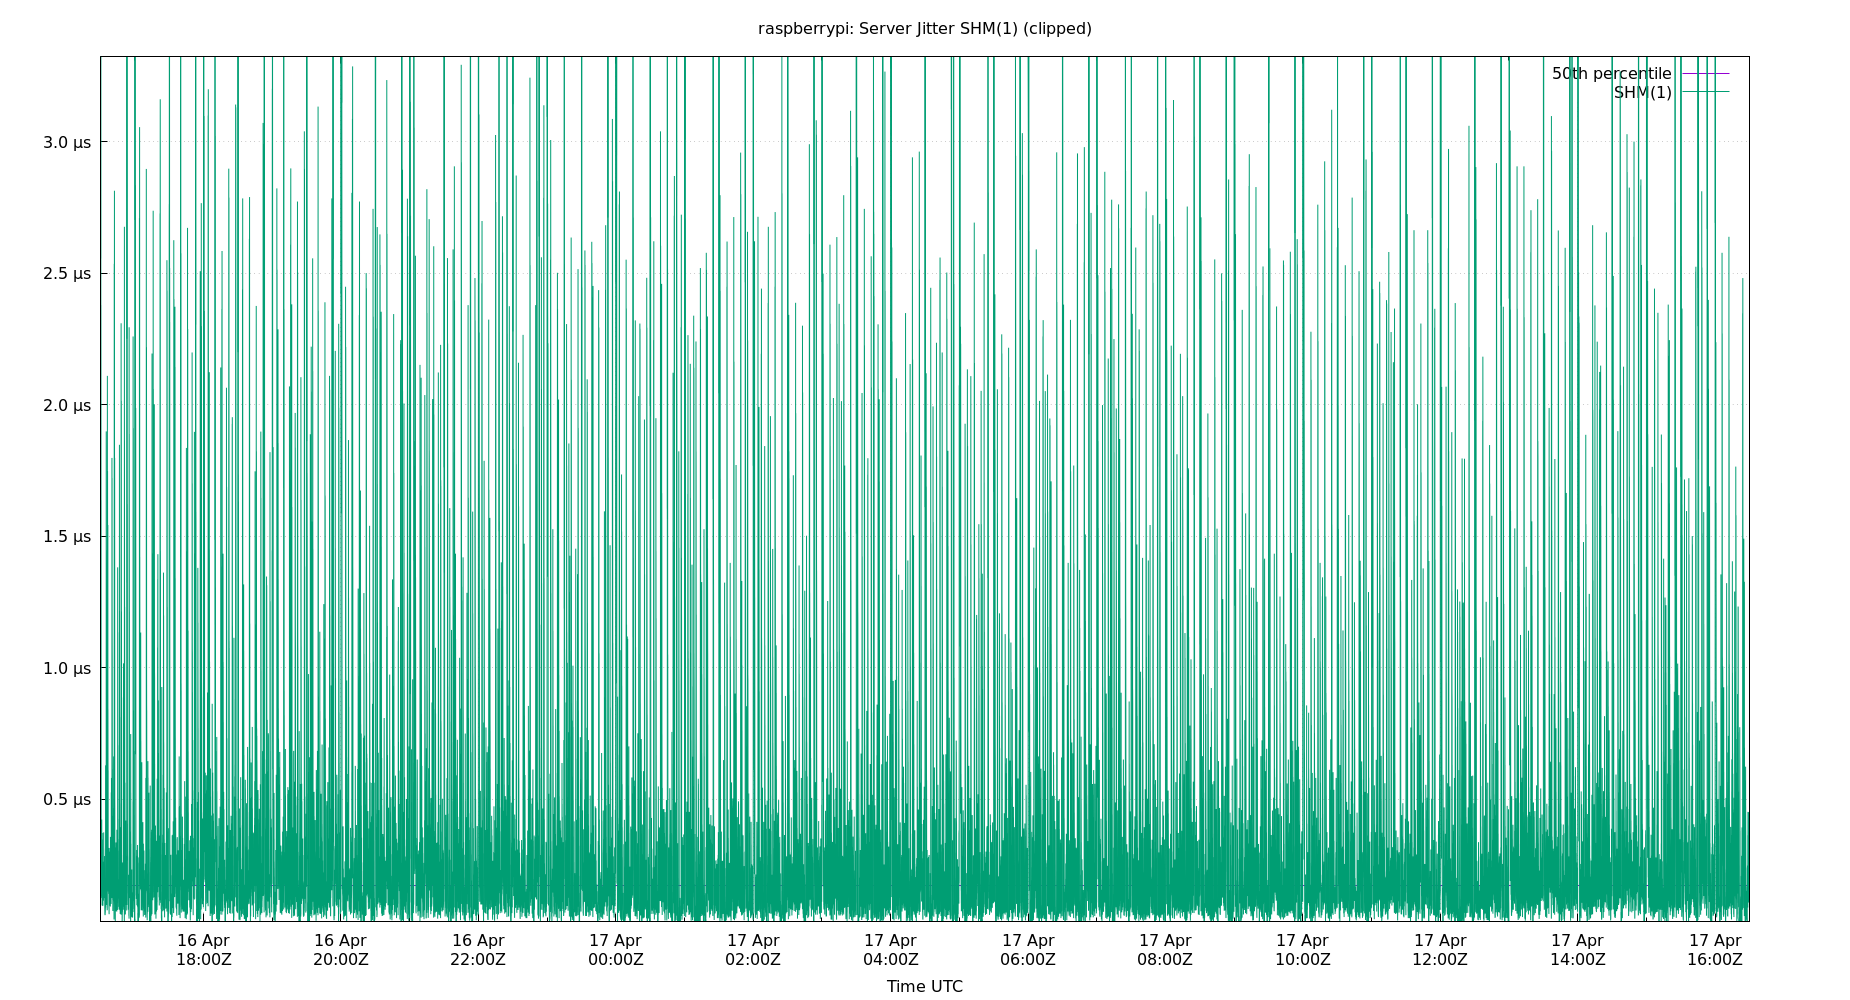 raspberrypi: Server Jitter SHM(1) (clipped)
50th percentile
SHM(1)
3.0 µs
2.5 µs
2.0 µs
1.5 µs
1.0 µs
0.5 µs
16 Apr 16 Apr 16 Apr 17 Apr 17 Apr 17 Apr 17 Apr 17 Apr 17 Apr 17 Apr 17 Apr 17 Apr
18:00Z 20:00Z 22:00Z 00:00Z 02:00Z 04:00Z 06:00Z 08:00Z 10:00Z 12:00Z 14:00Z 16:00Z
Time UTC